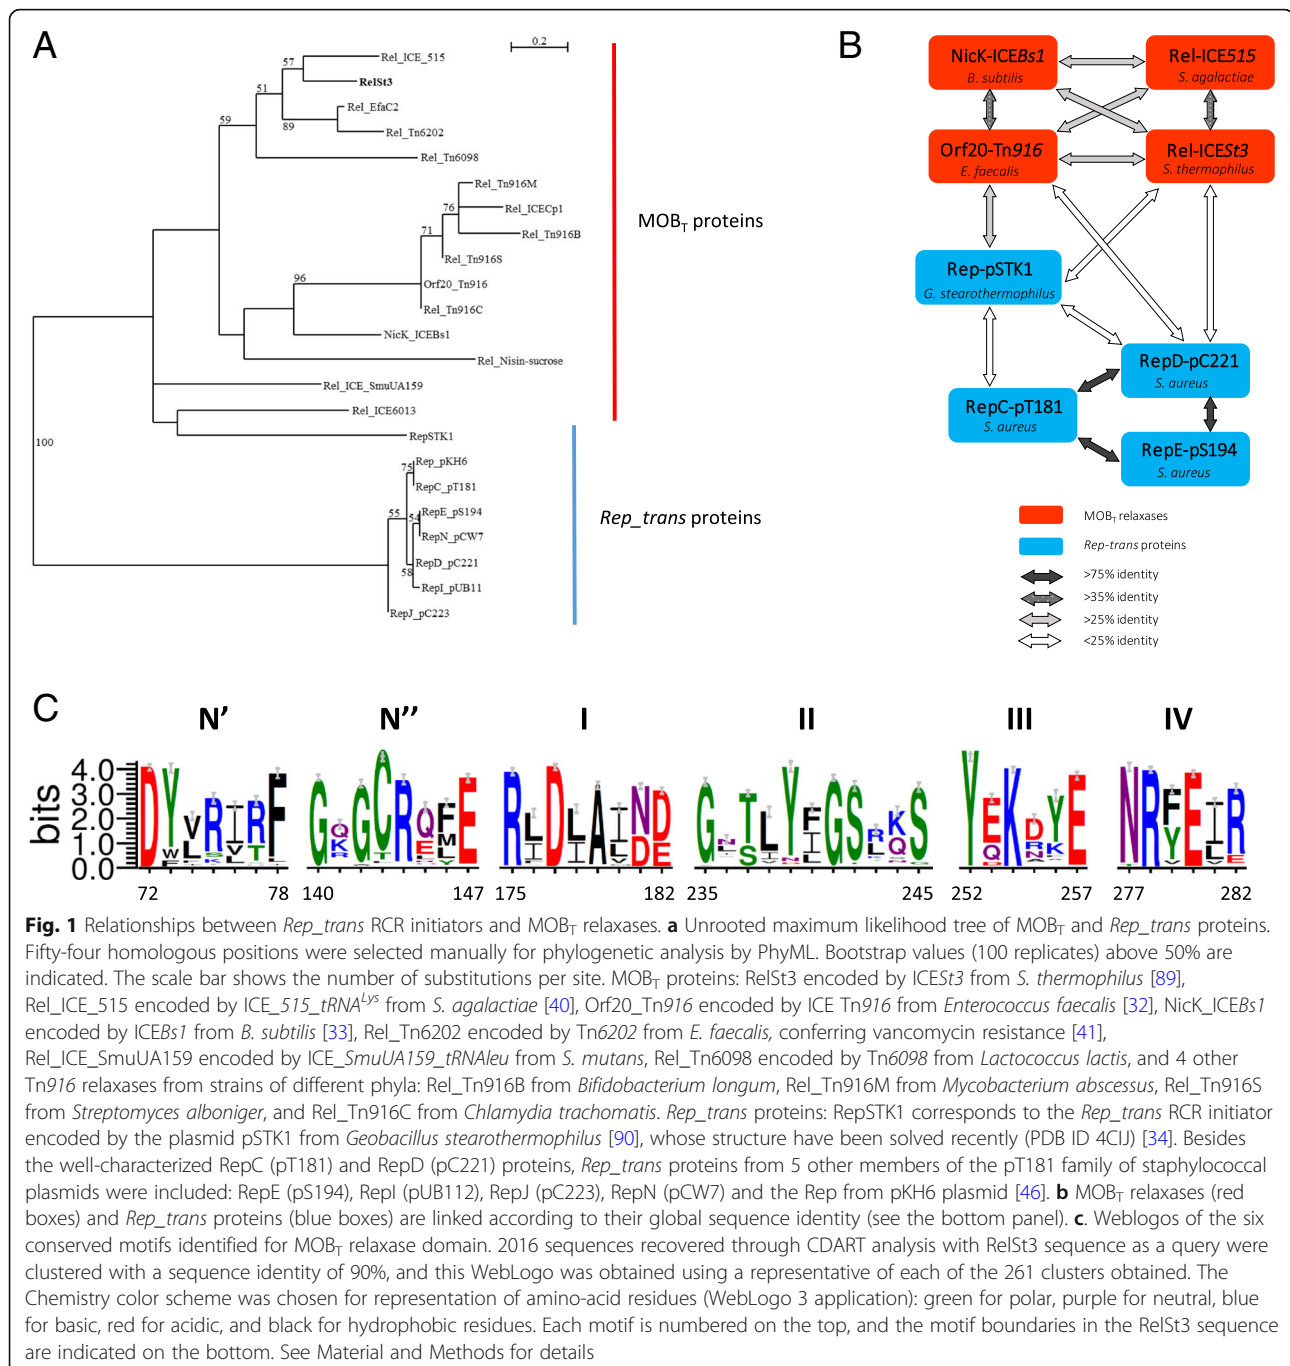 A
0.2
Rel_ICE_515
57
RelSt3
51
Rel_EfaC2
89
Rel_Tn6202
59
Rel_Tn6098
Rel_Tn916M
76
Rel_ICECp1
71
Rel_Tn916B
Rel_Tn916S
96
Orf20_Tn916
Rel_Tn916C
NicK_ICEBs1
Rel_Nisin-sucrose
Rel_ICE_SmuUA159
Rel_ICE6013
100
RepSTK1
75
Rep_pKH6
RepC_pT181
55
54
RepE_pS194
RepN_pCW7
RepD_pC221
58
RepI_pUB11
RepJ_pC223
MOBT proteins
Rep_trans proteins
B
NicK-ICEBs1
B. subtilis
Rel-ICE515
S. agalactiae
Orf20-Tn916
E. faecalis
Rel-ICESt3
S. thermophilus
Rep-pSTK1
G. stearothermophilus
RepD-pC221
S. aureus
RepC-pT181
S. aureus
RepE-pS194
S. aureus
MOBT relaxases
Rep-trans proteins
>75% identity
>35% identity
>25% identity
<25% identity
C
N' N'' I II III IV
bits
4.0
3.0
2.0
1.0
0.0
72 78 140 147 175 182 235 245 252 257 277 282
Fig. 1 Relationships between Rep_trans RCR initiators and MOBT relaxases. a Unrooted maximum likelihood tree of MOBT and Rep_trans proteins.
Fifty-four homologous positions were selected manually for phylogenetic analysis by PhyML. Bootstrap values (100 replicates) above 50% are
indicated. The scale bar shows the number of substitutions per site. MOBT proteins: RelSt3 encoded by ICESt3 from S. thermophilus [89],
Rel_ICE_515 encoded by ICE_515_tRNALys from S. agalactiae [40], Orf20_Tn916 encoded by ICE Tn916 from Enterococcus faecalis [32], NicK_ICEBs1
encoded by ICEBs1 from B. subtilis [33], Rel_Tn6202 encoded by Tn6202 from E. faecalis, conferring vancomycin resistance [41],
Rel_ICE_SmuUA159 encoded by ICE_SmuUA159_tRNAleu from S. mutans, Rel_Tn6098 encoded by Tn6098 from Lactococcus lactis, and 4 other
Tn916 relaxases from strains of different phyla: Rel_Tn916B from Bifidobacterium longum, Rel_Tn916M from Mycobacterium abscessus, Rel_Tn916S
from Streptomyces alboniger, and Rel_Tn916C from Chlamydia trachomatis. Rep_trans proteins: RepSTK1 corresponds to the Rep_trans RCR initiator
encoded by the plasmid pSTK1 from Geobacillus stearothermophilus [90], whose structure have been solved recently (PDB ID 4CIJ) [34]. Besides
the well-characterized RepC (pT181) and RepD (pC221) proteins, Rep_trans proteins from 5 other members of the pT181 family of staphylococcal
plasmids were included: RepE (pS194), RepI (pUB112), RepJ (pC223), RepN (pCW7) and the Rep from pKH6 plasmid [46]. b MOBT relaxases (red
boxes) and Rep_trans proteins (blue boxes) are linked according to their global sequence identity (see the bottom panel). c. Weblogos of the six
conserved motifs identified for MOBT relaxase domain. 2016 sequences recovered through CDART analysis with RelSt3 sequence as a query were
clustered with a sequence identity of 90%, and this WebLogo was obtained using a representative of each of the 261 clusters obtained. The
Chemistry color scheme was chosen for representation of amino-acid residues (WebLogo 3 application): green for polar, purple for neutral, blue
for basic, red for acidic, and black for hydrophobic residues. Each motif is numbered on the top, and the motif boundaries in the RelSt3 sequence
are indicated on the bottom. See Material and Methods for details